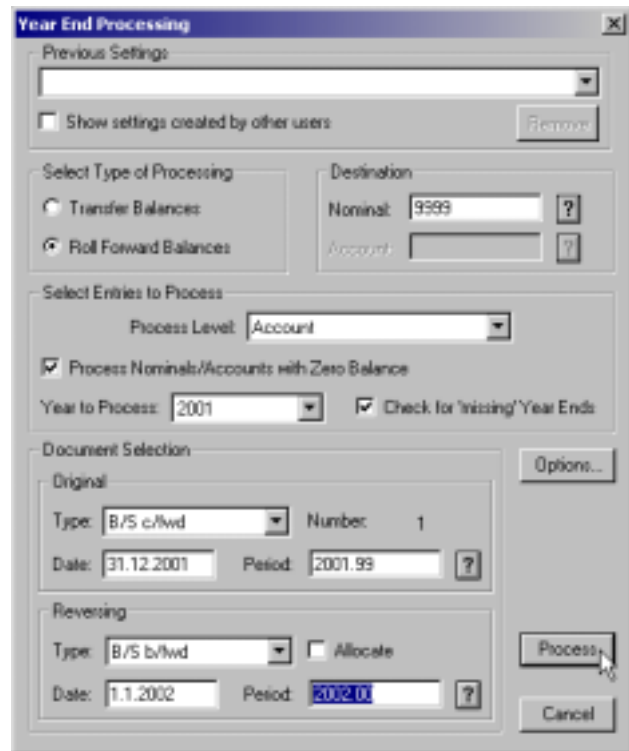 Year End Processing
Previous Settings
Show settings created by other users
Remove
Select Type of Processing
Destination
Transfer Balances
Nominal: 9999 ?
Roll Forward Balances
Account: ?
Select Entries to Process
Process Level: Account
Process Nominals/Accounts with Zero Balance
Year to Process: 2001 Check for 'missing' Year Ends
Document Selection
Options...
Original
Type: B/S c/fwd Number: 1
Date: 31.12.2001 Period: 2001.99 ?
Reversing
Type: B/S b/fwd Allocate
Process
Date: 1.1.2002 Period: 2002.00 ?
Cancel